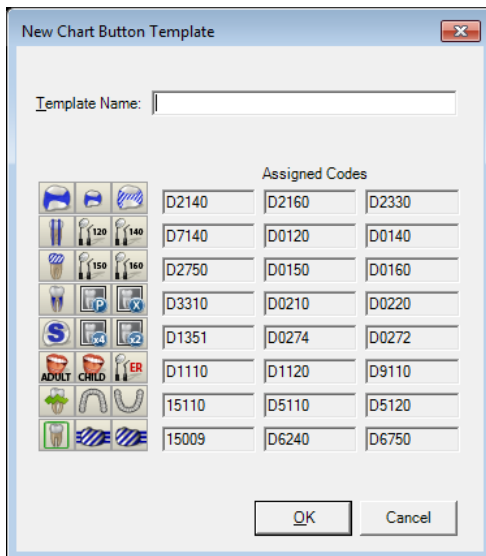 New Chart Button Template
Template Name:
Assigned Codes
D2140 D2160 D2330
120 140 D7140 D0120 D0140
150 160 D2750 D0150 D0160
P X D3310 D0210 D0220
S x4 x2 D1351 D0274 D0272
ADULT CHILD ER D1110 D1120 D9110
15110 D5110 D5120
15009 D6240 D6750
OK Cancel